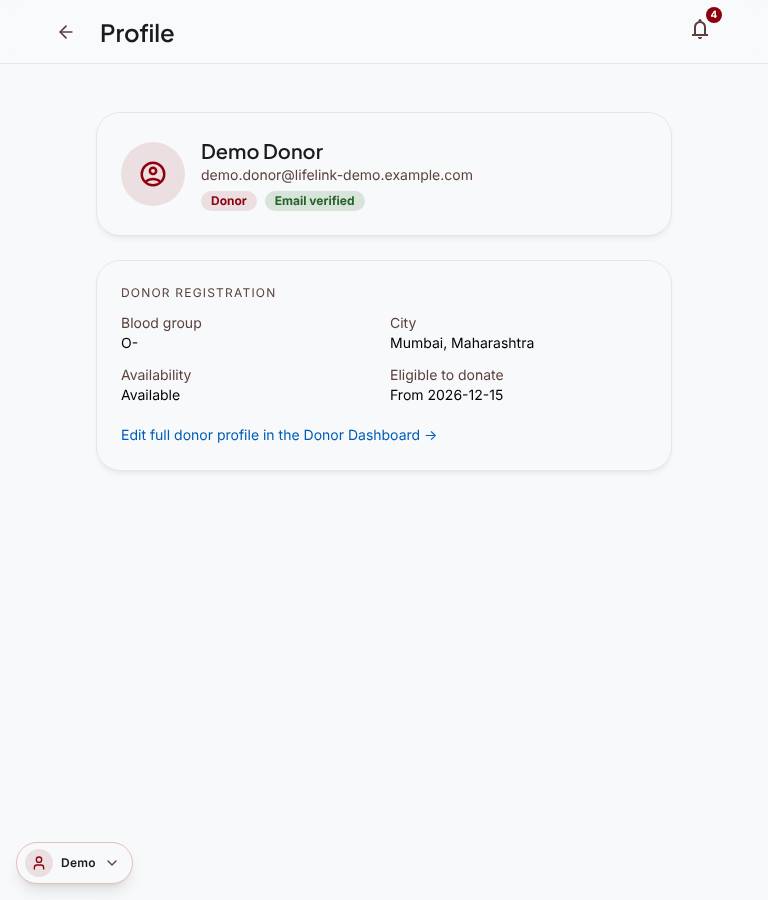 Profile
4
Demo Donor
demo.donor@lifelink-demo.example.com
Donor Email verified
DONOR REGISTRATION
Blood group City
O- Mumbai, Maharashtra
Availability Eligible to donate
Available From 2026-12-15
Edit full donor profile in the Donor Dashboard →
Demo